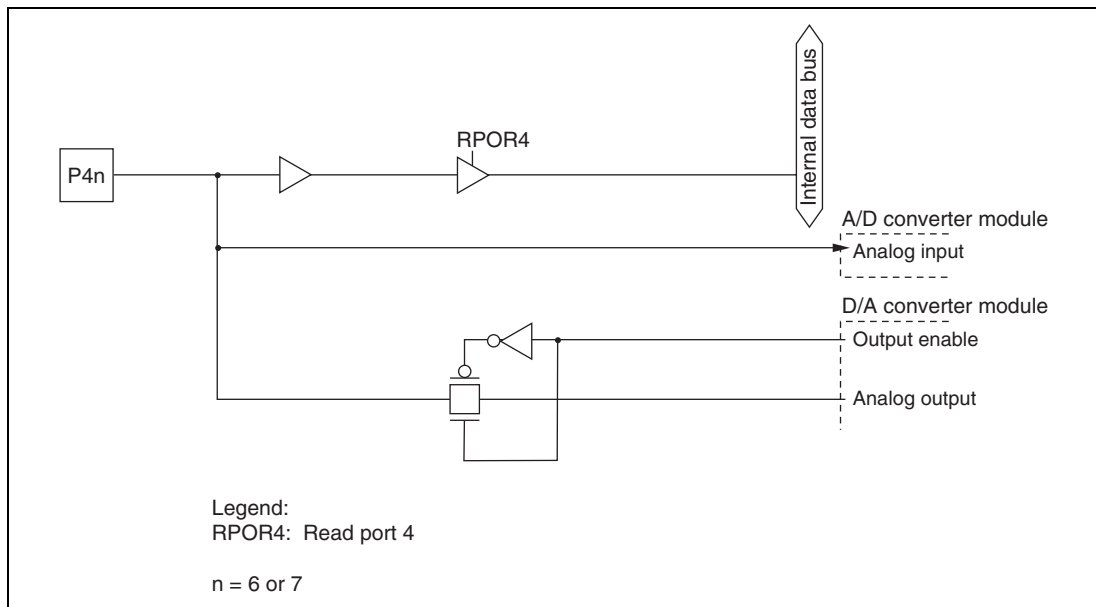 Internal data bus
RPOR4
P4n
A/D converter module
Analog input
D/A converter module
Output enable
Analog output
Legend:
RPOR4: Read port 4
n = 6 or 7